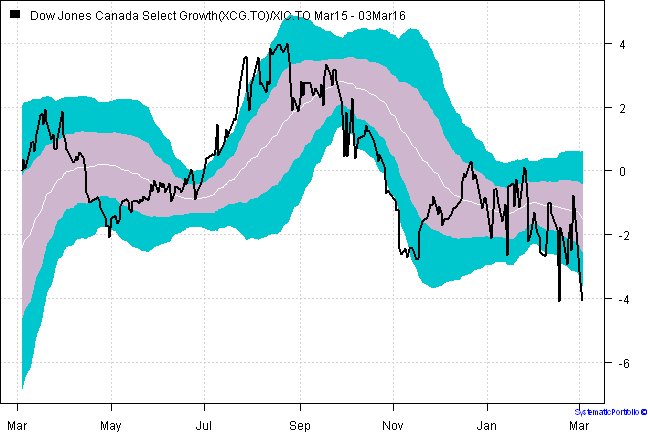 Dow Jones Canada Select Growth(XCG.TO)/XIC.TO Mar15 - 03Mar16
4
2
0
-2
-4
-6
Mar May Jul Sep Nov Jan Mar
SystematicPortfolio ©